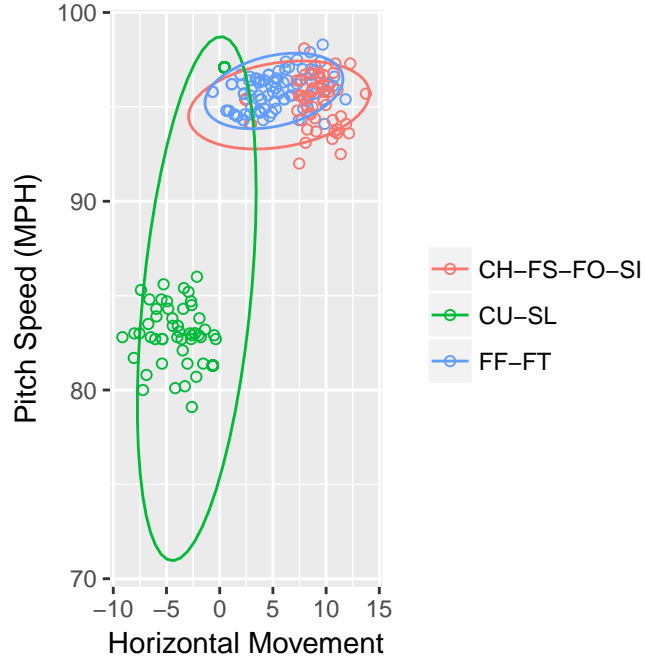 100
90
80
70
Pitch Speed (MPH)
−10 −5 0 5 10 15
Horizontal Movement
CH−FS−FO−SI
CU−SL
FF−FT